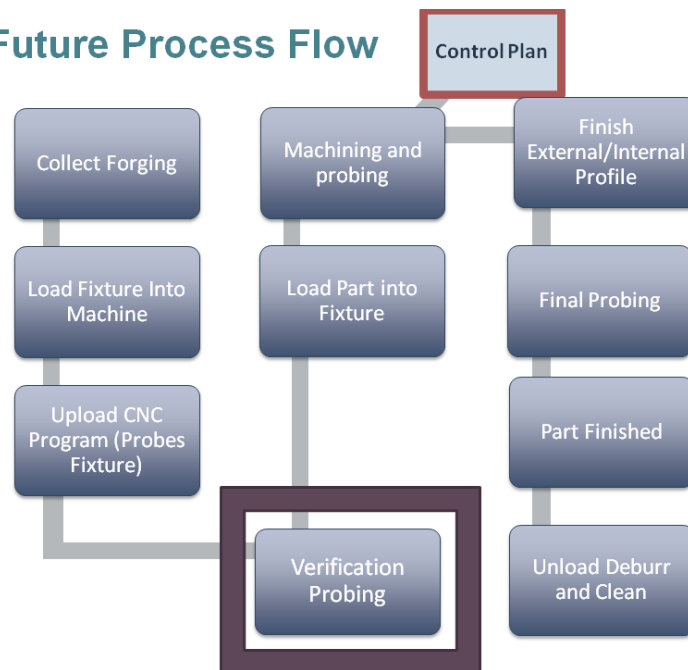 Future Process Flow
Control Plan
Collect Forging
Load Fixture Into
Machine
Upload CNC
Program (Probes
Fixture)
Machining and
probing
Load Part into
Fixture
Verification
Probing
Finish
External/Internal
Profile
Final Probing
Part Finished
Unload Deburr
and Clean